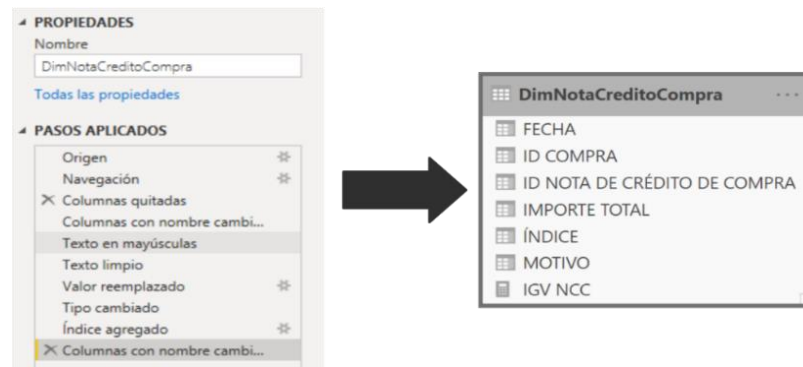 PROPIEDADES
Nombre
DimNotaCreditoCompra
Todas las propiedades
PASOS APLICADOS
Origen
Navegación
Columnas quitadas
Columnas con nombre cambi...
Texto en mayúsculas
Texto limpio
Valor reemplazado
Tipo cambiado
Índice agregado
Columnas con nombre cambi...
DimNotaCreditoCompra
FECHA
ID COMPRA
ID NOTA DE CRÉDITO DE COMPRA
IMPORTE TOTAL
ÍNDICE
MOTIVO
IGV NCC